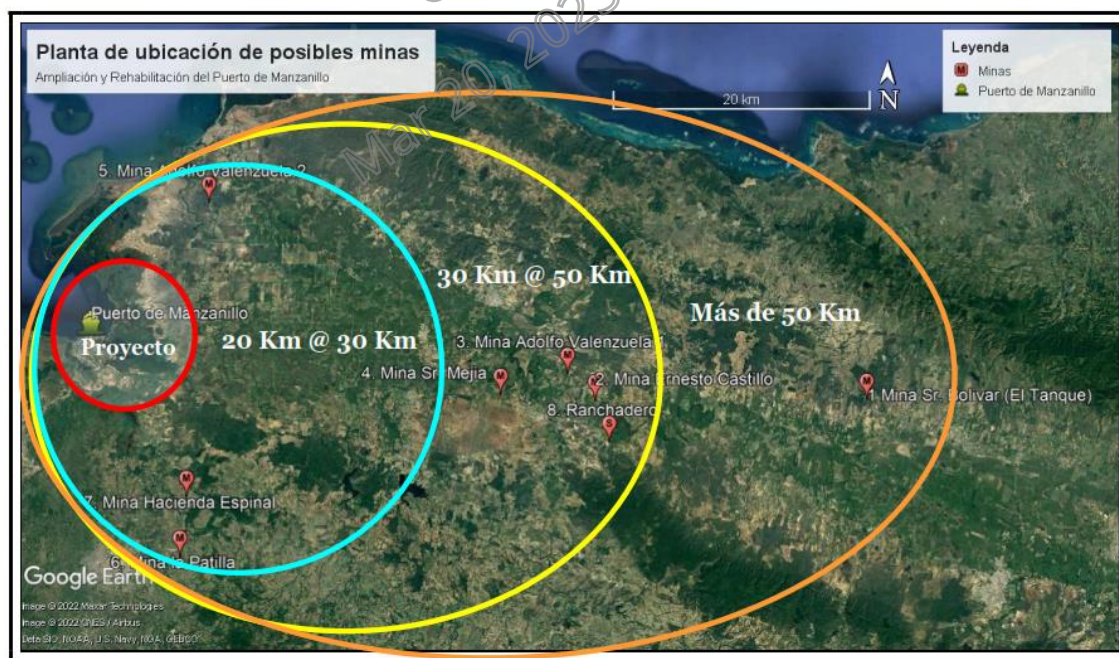 Mar 20 2023
Planta de ubicación de posibles minas
Ampliación y Rehabilitación del Puerto de Manzanillo
Leyenda
Minas
Puerto de Manzanillo
20 km
N
5. Mina Adolfo Valenzuela 2
30 Km @ 50 Km
Más de 50 Km
Puerto de Manzanillo
Proyecto
20 Km @ 30 Km
3. Mina Adolfo Valenzuela 1
4. Mina Sr. Mejia
2. Mina Ernesto Castillo
1 Mina Sr. Bolivar (El Tanque)
8. Ranchadero
7. Mina Hacienda Espinal
6. Mina la Patilla
Google Earth
Image © 2022 Maxar Technologies
Image © 2022 CNES / Airbus
Data SIO, NOAA, U.S. Navy, NGA, GEBCO